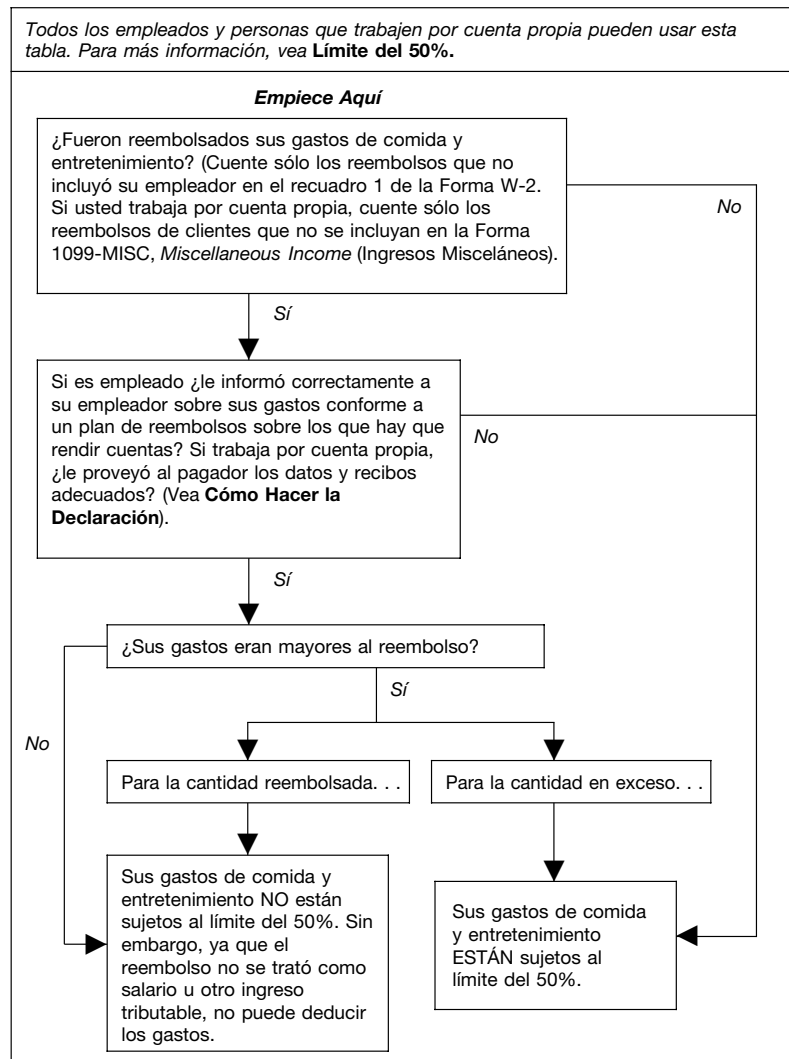 Todos los empleados y personas que trabajen por cuenta propia pueden usar esta
tabla. Para más información, vea Límite del 50%.
Empiece Aquí
¿Fueron reembolsados sus gastos de comida y
entretenimiento? (Cuente sólo los reembolsos que no
incluyó su empleador en el recuadro 1 de la Forma W-2.
Si usted trabaja por cuenta propia, cuente sólo los
reembolsos de clientes que no se incluyan en la Forma
1099-MISC, Miscellaneous Income (Ingresos Misceláneos).
No
Sí
Si es empleado ¿le informó correctamente a
su empleador sobre sus gastos conforme a
un plan de reembolsos sobre los que hay que
rendir cuentas? Si trabaja por cuenta propia,
¿le proveyó al pagador los datos y recibos
adecuados? (Vea Cómo Hacer la
Declaración).
No
Sí
¿Sus gastos eran mayores al reembolso?
Sí
No
Para la cantidad reembolsada. . .
Para la cantidad en exceso. . .
Sus gastos de comida y
entretenimiento NO están
sujetos al límite del 50%. Sin
embargo, ya que el
reembolso no se trató como
salario u otro ingreso
tributable, no puede deducir
los gastos.
Sus gastos de comida
y entretenimiento
ESTÁN sujetos al
límite del 50%.